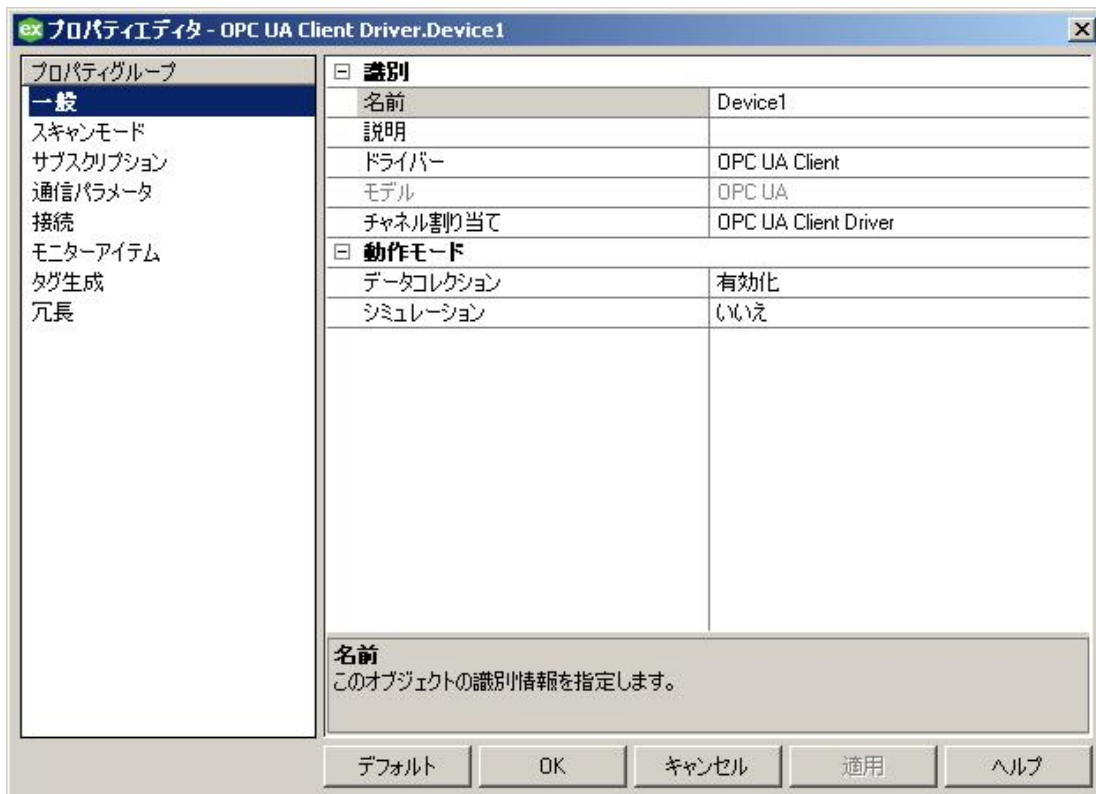 ex プロパティエディタ - OPC UA Client Driver.Device1
プロパティグループ
一般
スキャンモード
サブスクリプション
通信パラメータ
接続
モニターアイテム
タグ生成
冗長
識別
名前 Device1
説明
ドライバー OPC UA Client
モデル OPC UA
チャネル割り当て OPC UA Client Driver
動作モード
データコレクション 有効化
シミュレーション いいえ
名前
このオブジェクトの識別情報を指定します。
デフォルト OK キャンセル 適用 ヘルプ